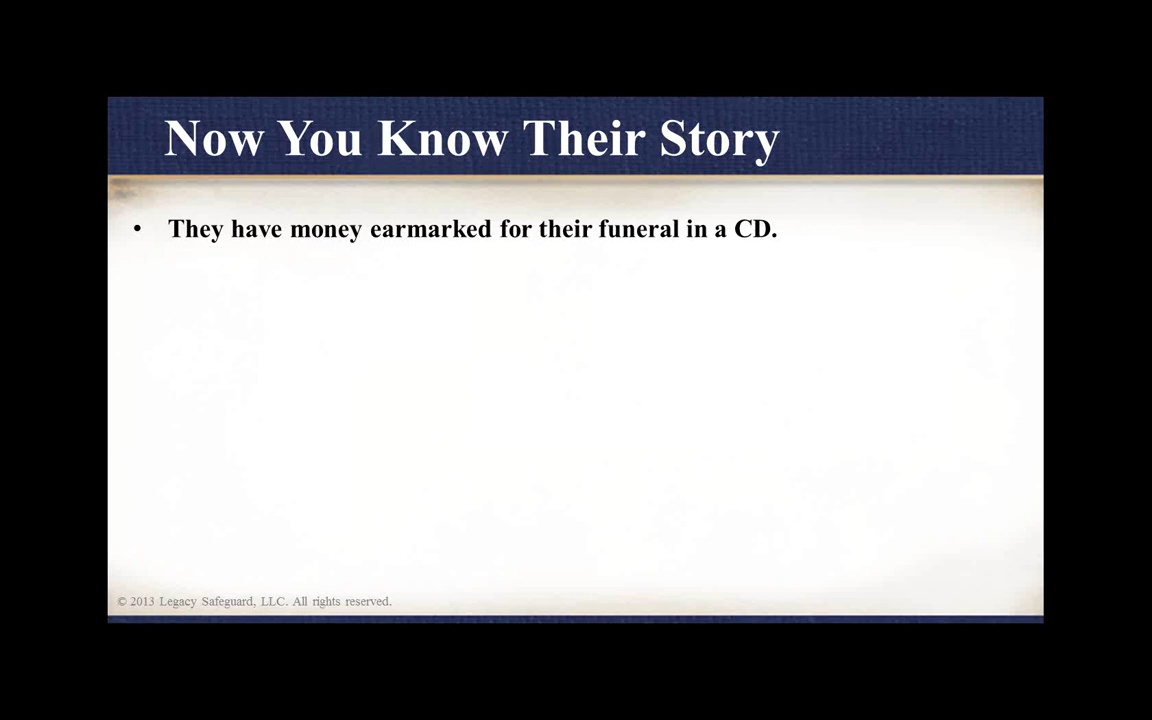 Now You Know Their Story
• They have money earmarked for their funeral in a CD.
© 2013 Legacy Safeguard, LLC. All rights reserved.